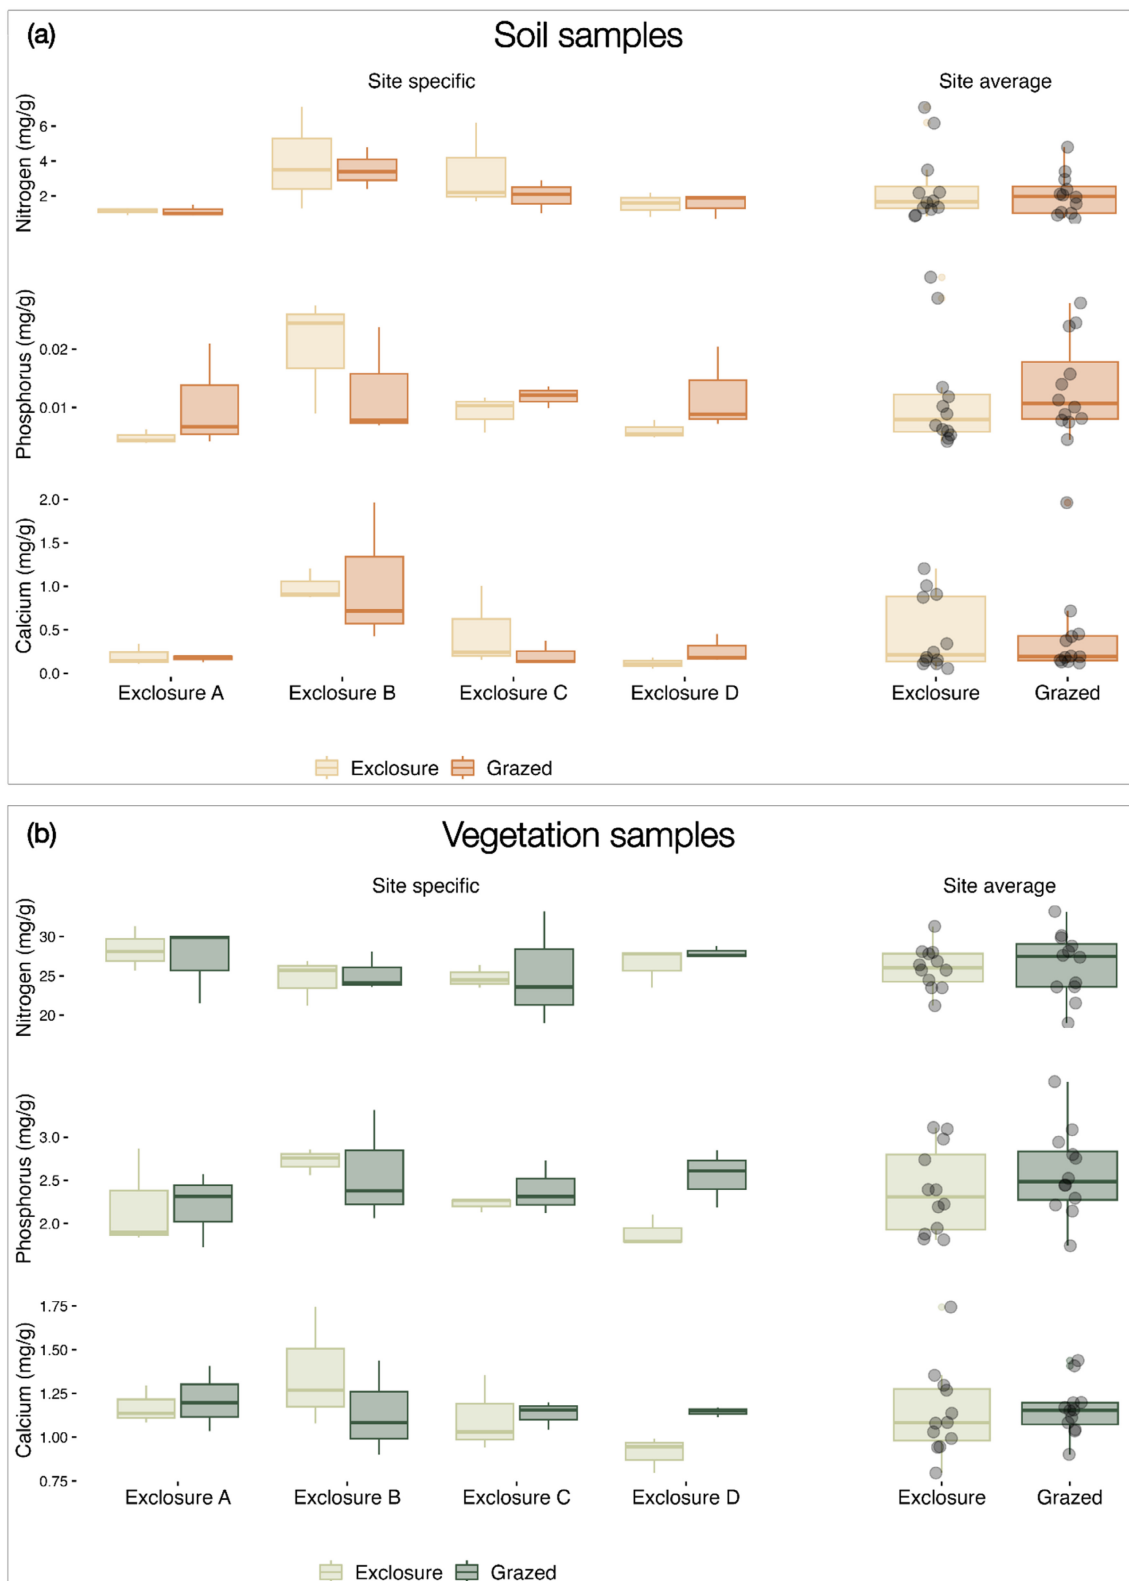 (a)
Soil samples
Site specific
Site average
Nitrogen (mg/g)
6
4
2
Phosphorus (mg/g)
0.02
0.01
Calcium (mg/g)
2.0
1.5
1.0
0.5
0.0
Exclosure A
Exclosure B
Exclosure C
Exclosure D
Exclosure
Grazed
Exclosure
Grazed
(b)
Vegetation samples
Site specific
Site average
Nitrogen (mg/g)
30
25
20
Phosphorus (mg/g)
3.0
2.5
2.0
Calcium (mg/g)
1.75
1.50
1.25
1.00
0.75
Exclosure A
Exclosure B
Exclosure C
Exclosure D
Exclosure
Grazed
Exclosure
Grazed